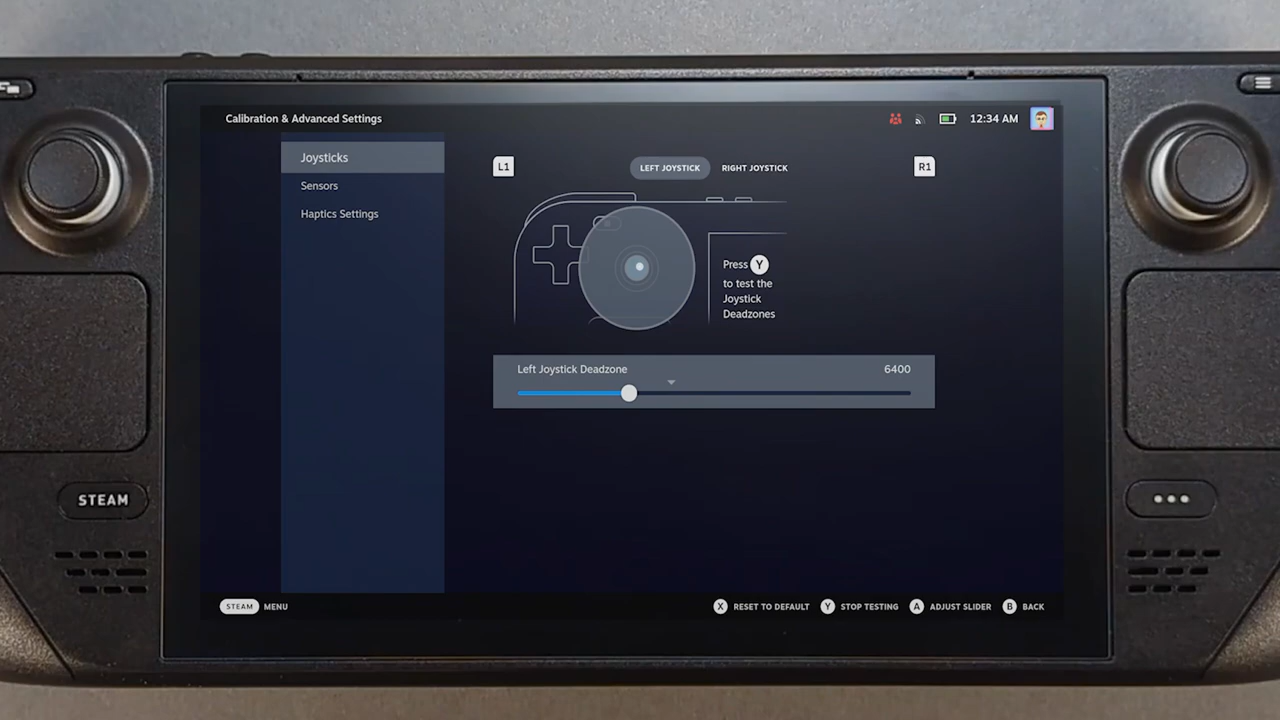 Calibration & Advanced Settings
12:34 AM
Joysticks
Sensors
Haptics Settings
L1
LEFT JOYSTICK
RIGHT JOYSTICK
R1
Press Y
to test the
Joystick
Deadzones
Left Joystick Deadzone
6400
STEAM
STEAM MENU
X RESET TO DEFAULT
Y STOP TESTING
A ADJUST SLIDER
B BACK